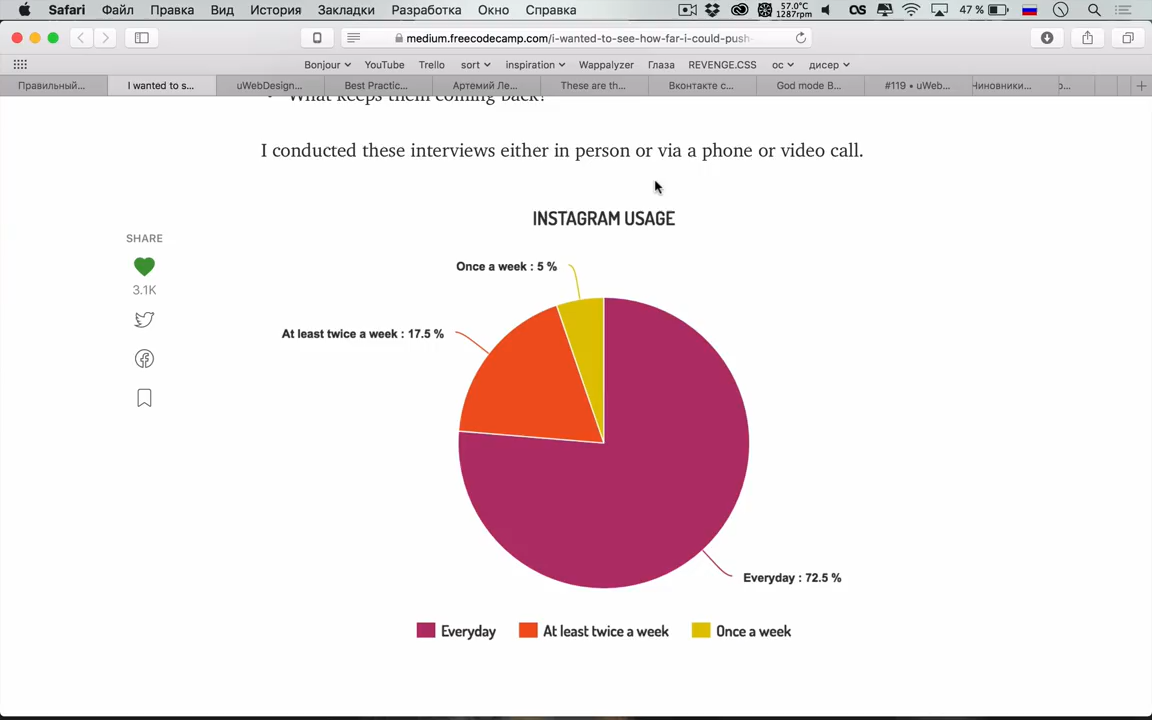 Safari Файл Правка Вид История Закладки Разработка Окно Справка 57.0°C 1287rpm OS 47 %
medium.freecodecamp.com/i-wanted-to-see-how-far-i-could-push-
Bonjour YouTube Trello sort inspiration Wappalyzer Глаза REVENGE.CSS ос дисер
Правильный... I wanted to s... uWebDesign... Best Practic... Артемий Ле... These are th... Вконтакте с... God mode В... #119 • uWeb... Чиновники...
What keeps them coming back?
I conducted these interviews either in person or via a phone or video call.
INSTAGRAM USAGE
SHARE
Once a week : 5 %
3.1K
At least twice a week : 17.5 %
Everyday : 72.5 %
Everyday At least twice a week Once a week